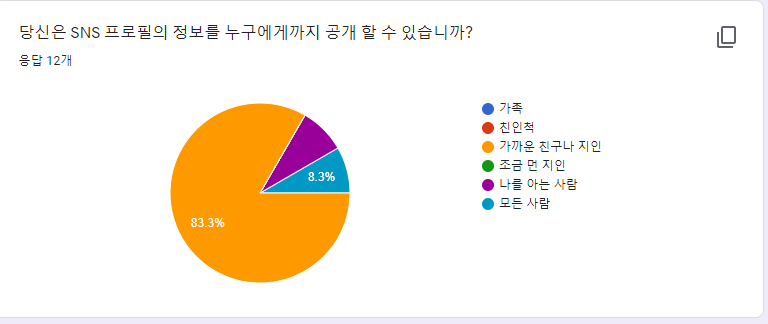 당신은 SNS 프로필의 정보를 누구에게까지 공개 할 수 있습니까?
응답 12개
가족
친인척
가까운 친구나 지인
조금 먼 지인
나를 아는 사람
모든 사람
8.3%
83.3%